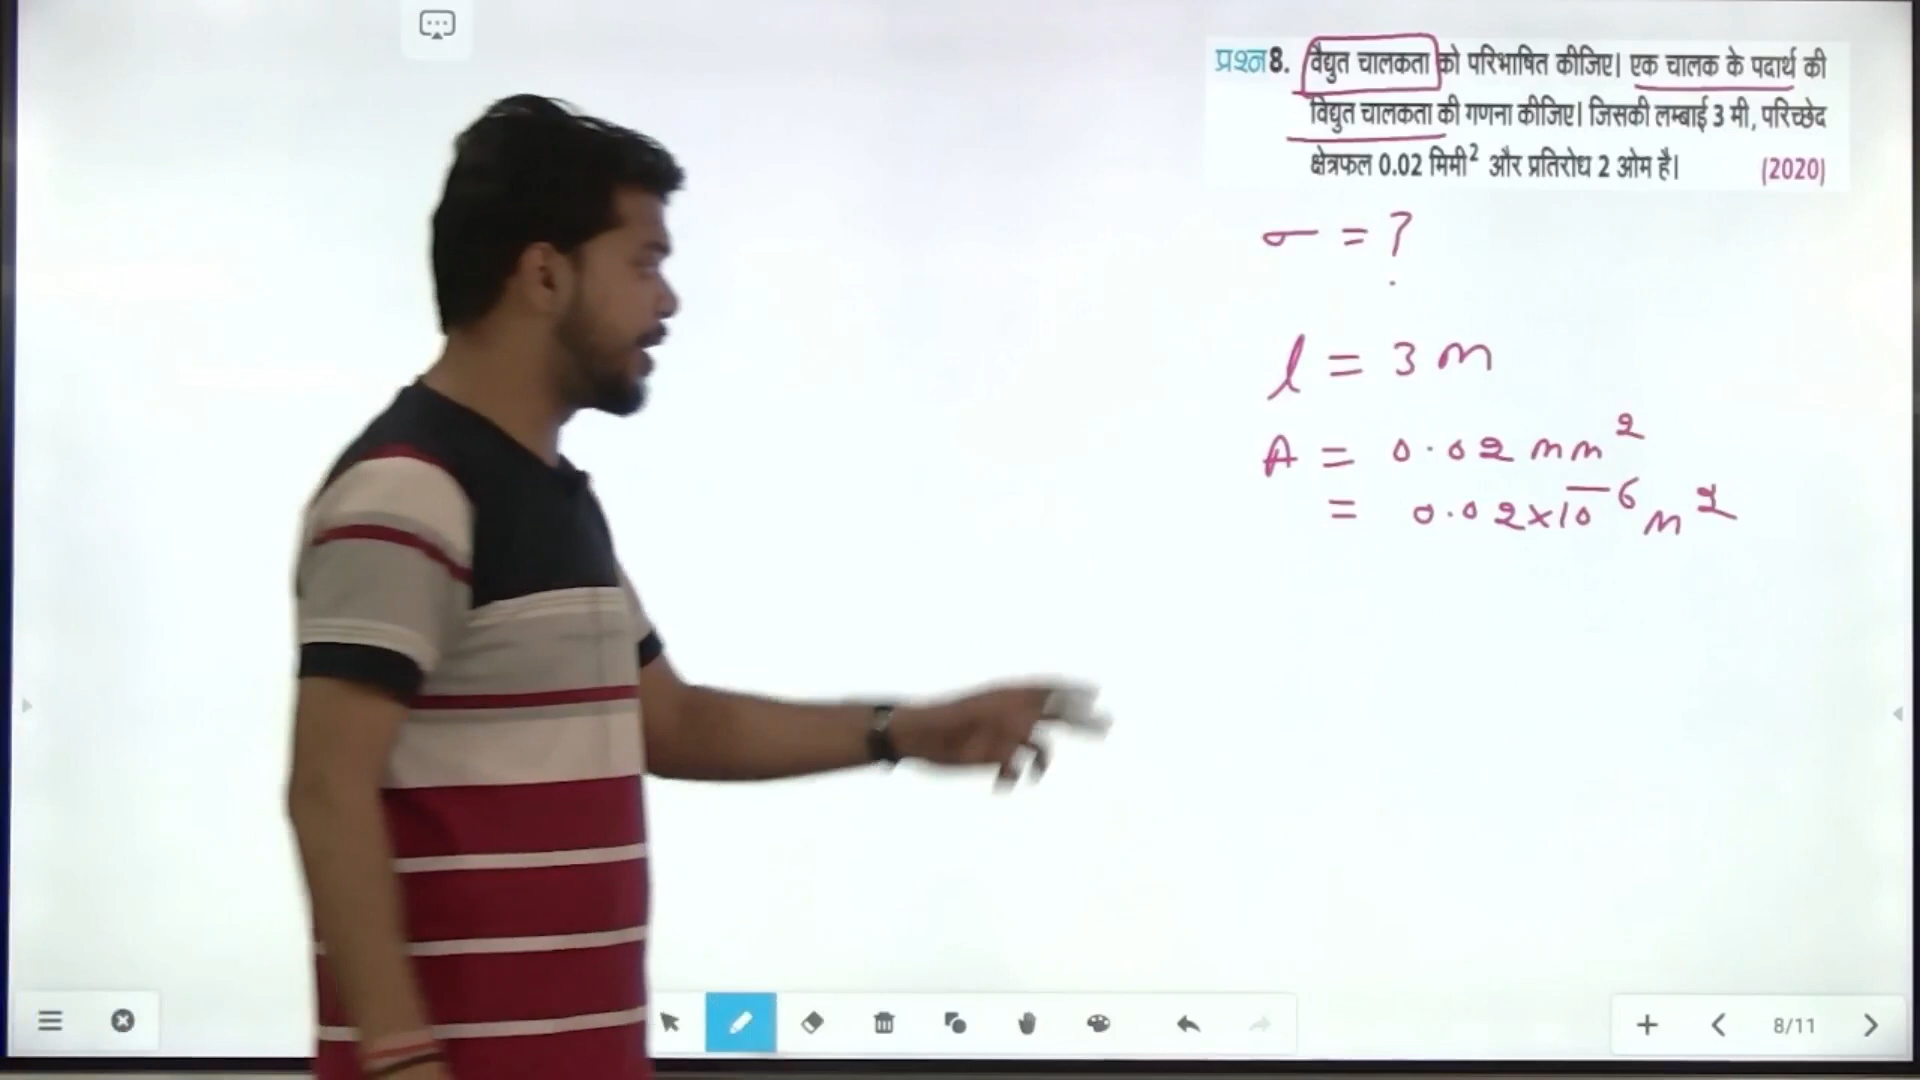 प्रश्न 8. वैद्युत चालकता को परिभाषित कीजिए। एक चालक के पदार्थ की
विद्युत चालकता की गणना कीजिए। जिसकी लम्बाई 3 मी, परिच्छेद
क्षेत्रफल 0.02 मिमी² और प्रतिरोध 2 ओम है। (2020)
σ = ?
l = 3 m
A = 0.02 mm²
= 0.02×10⁻⁶ m²
8/11